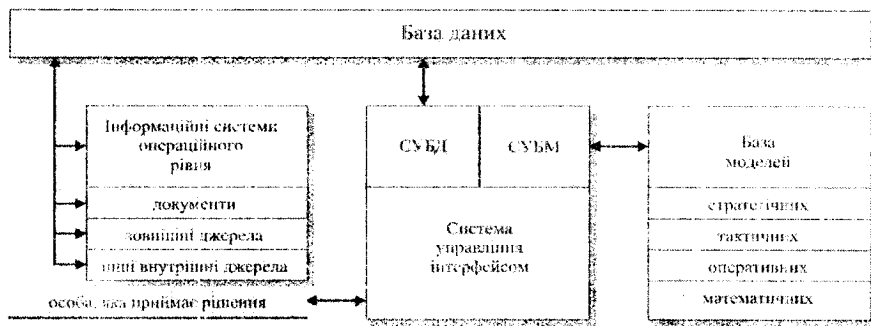 База даних
Інформаційні системи
операційного
рівня
документи
зовнішні джерела
інші внутрішні джерела
особа, яка приймає рішення
СУБД
СУБМ
Система
управління
інтерфейсом
База
моделей
стратегічних
тактичних
оперативних
математичних